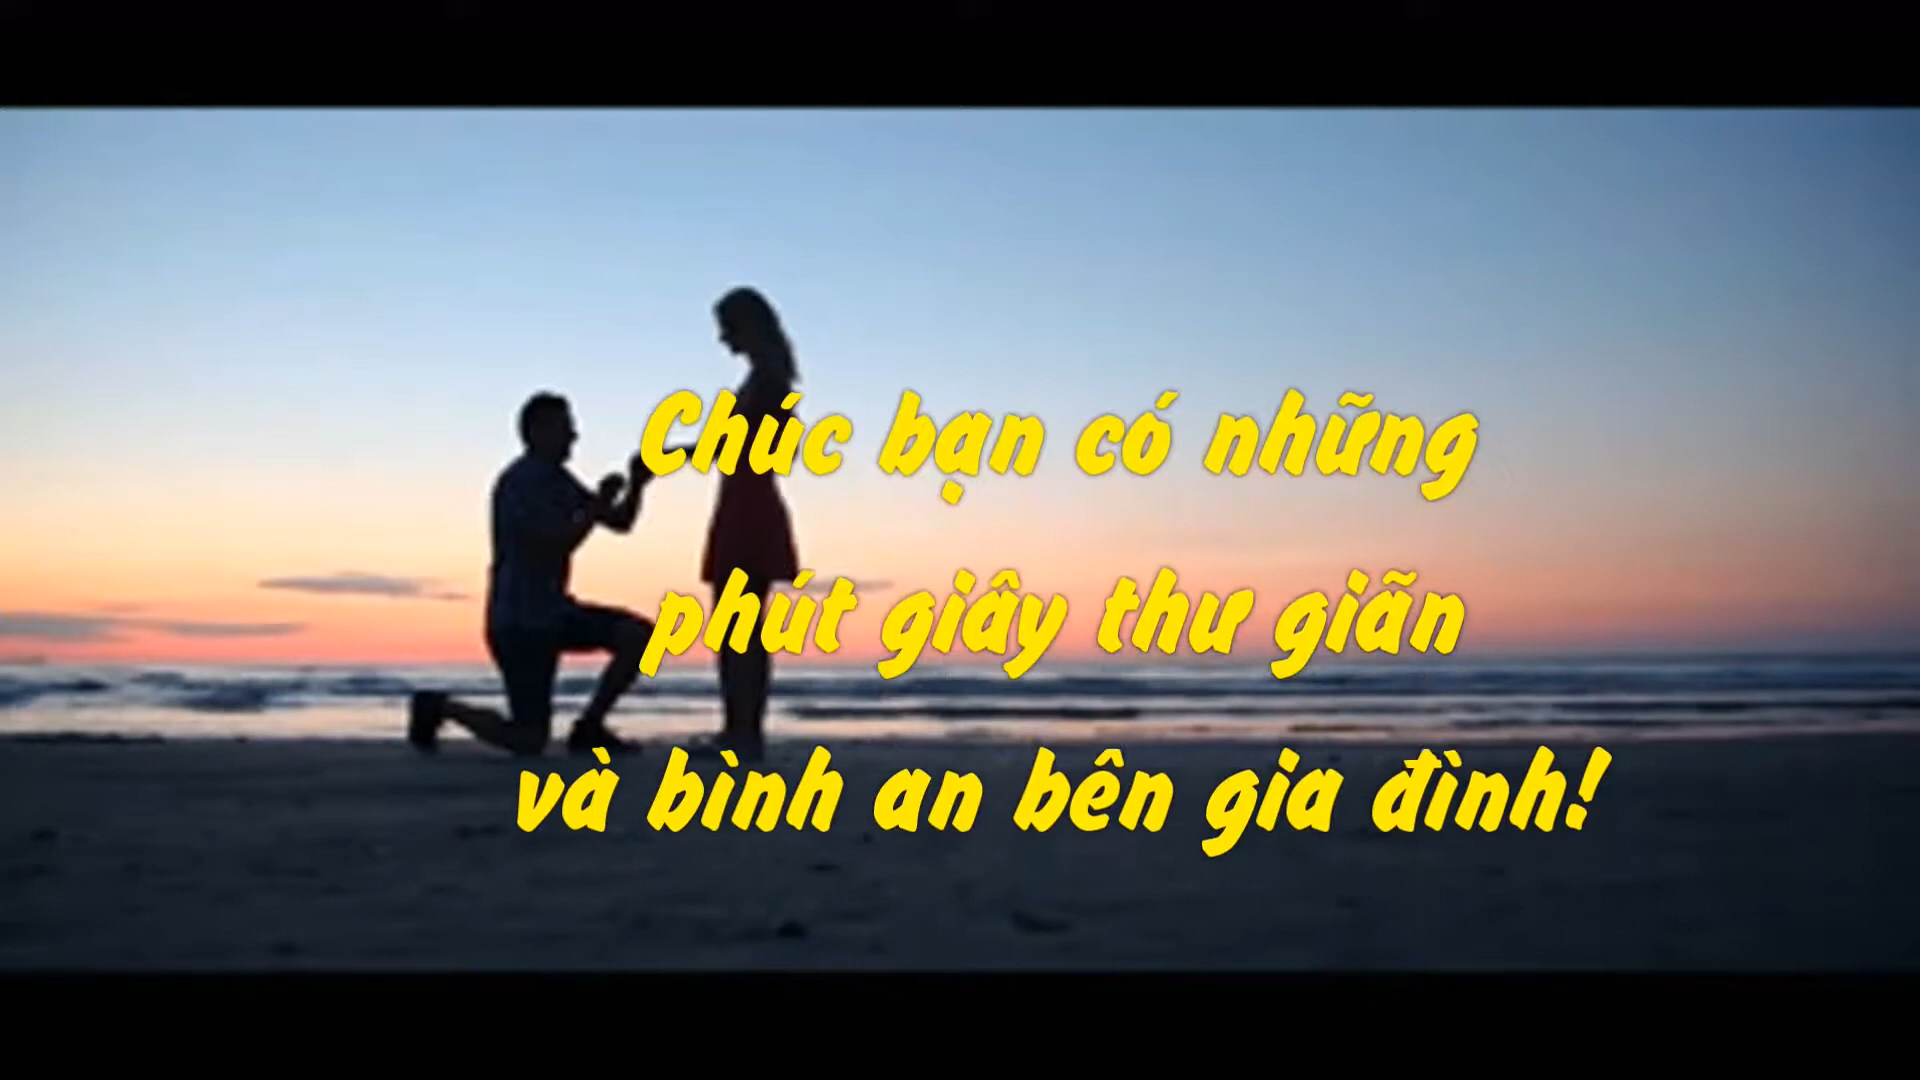 Chúc bạn có những
phút giây thư giãn
và bình an bên gia đình!